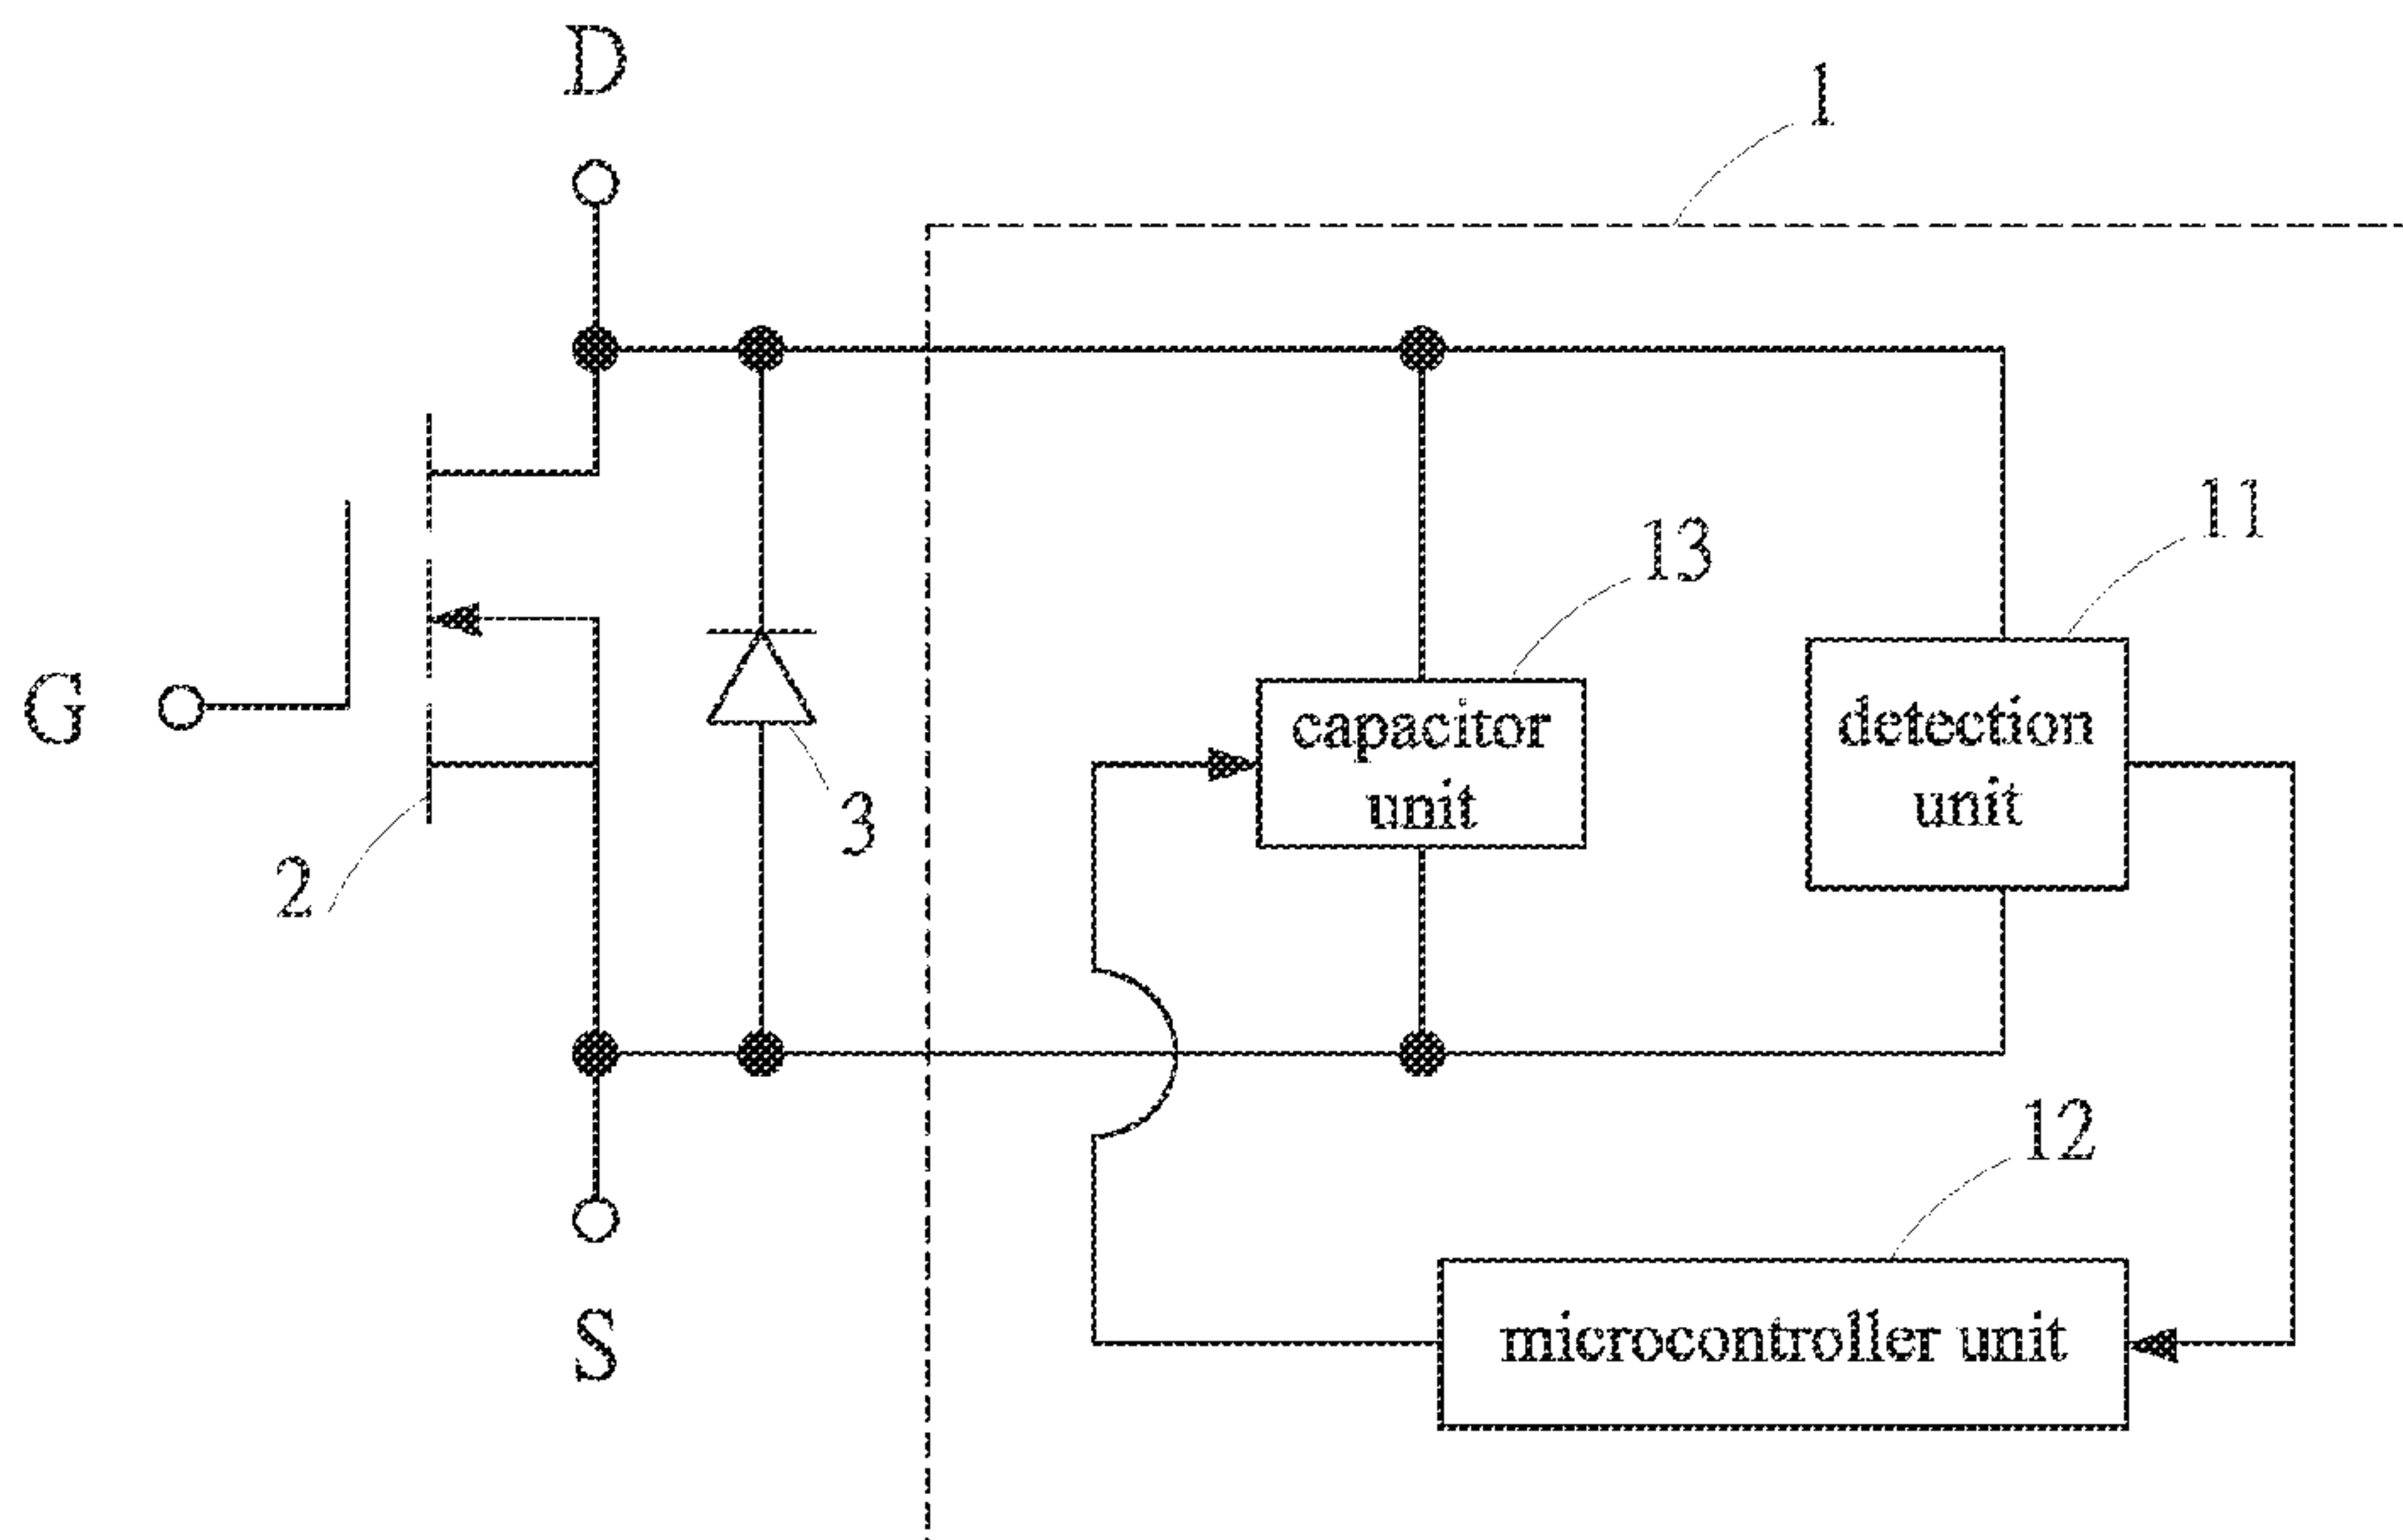 D
1
11
13
capacitor
unit
detection
unit
G
3
2
12
S
microcontroller unit